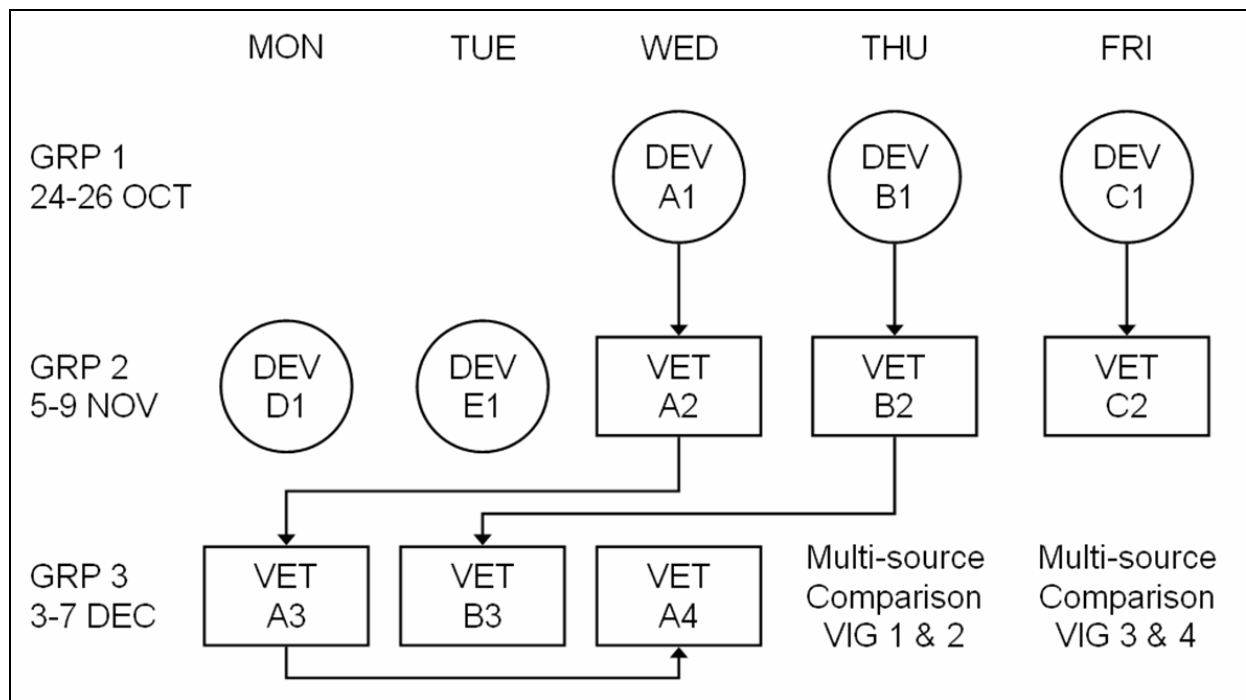 MON TUE WED THU FRI
GRP 1
24-26 OCT
DEV
A1
DEV
B1
DEV
C1
GRP 2
5-9 NOV
DEV
D1
DEV
E1
VET
A2
VET
B2
VET
C2
GRP 3
3-7 DEC
VET
A3
VET
B3
VET
A4
Multi-source
Comparison
VIG 1 & 2
Multi-source
Comparison
VIG 3 & 4